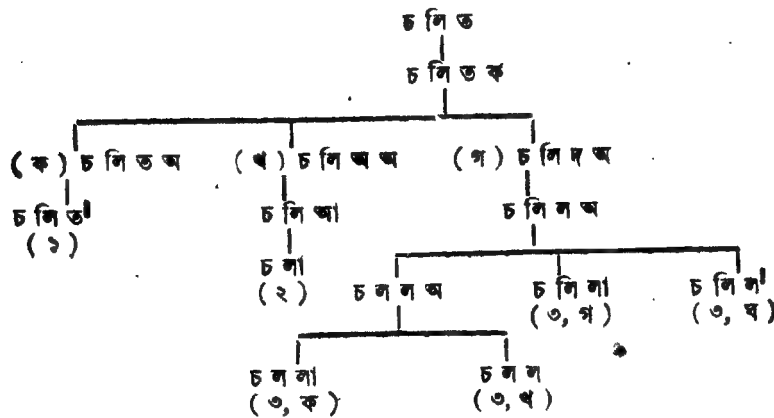 চলিত
চলিতক
(ক) চলিতঅ (খ) চলিঅঅ (গ) চলিদঅ
চলিত' চলিআ চলিলঅ
(১)
চলা
(২) চললঅ চলিলা চলিল'
(৩, গ) (৩, ঘ)
চললা চলল
(৩, ক) (৩, খ)